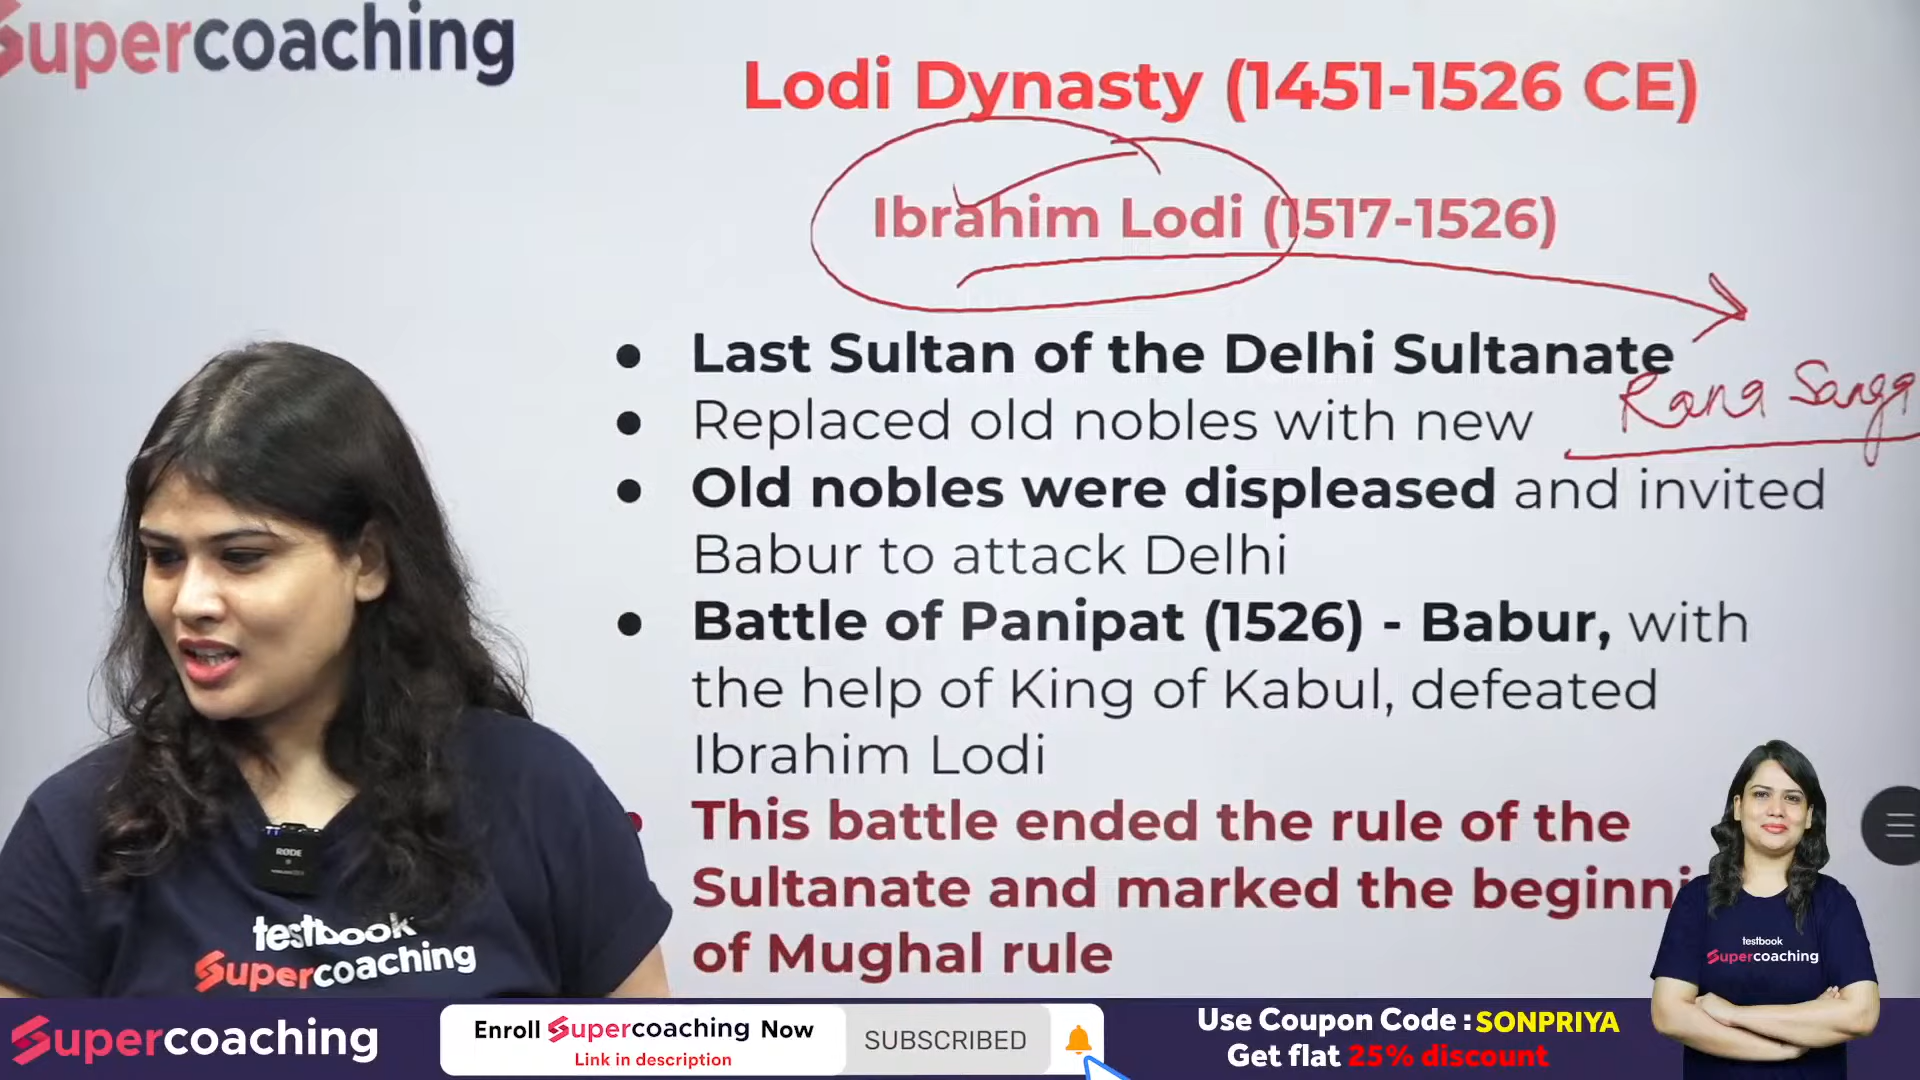 Supercoaching
Lodi Dynasty (1451-1526 CE)
Ibrahim Lodi (1517-1526)
Last Sultan of the Delhi Sultanate
Rana Sanga
Replaced old nobles with new
Old nobles were displeased and invited
Babur to attack Delhi
Battle of Panipat (1526) - Babur, with
the help of King of Kabul, defeated
Ibrahim Lodi
This battle ended the rule of the
Sultanate and marked the beginni
of Mughal rule
RØDE
testbook
Supercoaching
testbook
Supercoaching
Supercoaching
Enroll Supercoaching Now
Link in description
SUBSCRIBED
Use Coupon Code : SONPRIYA
Get flat 25% discount